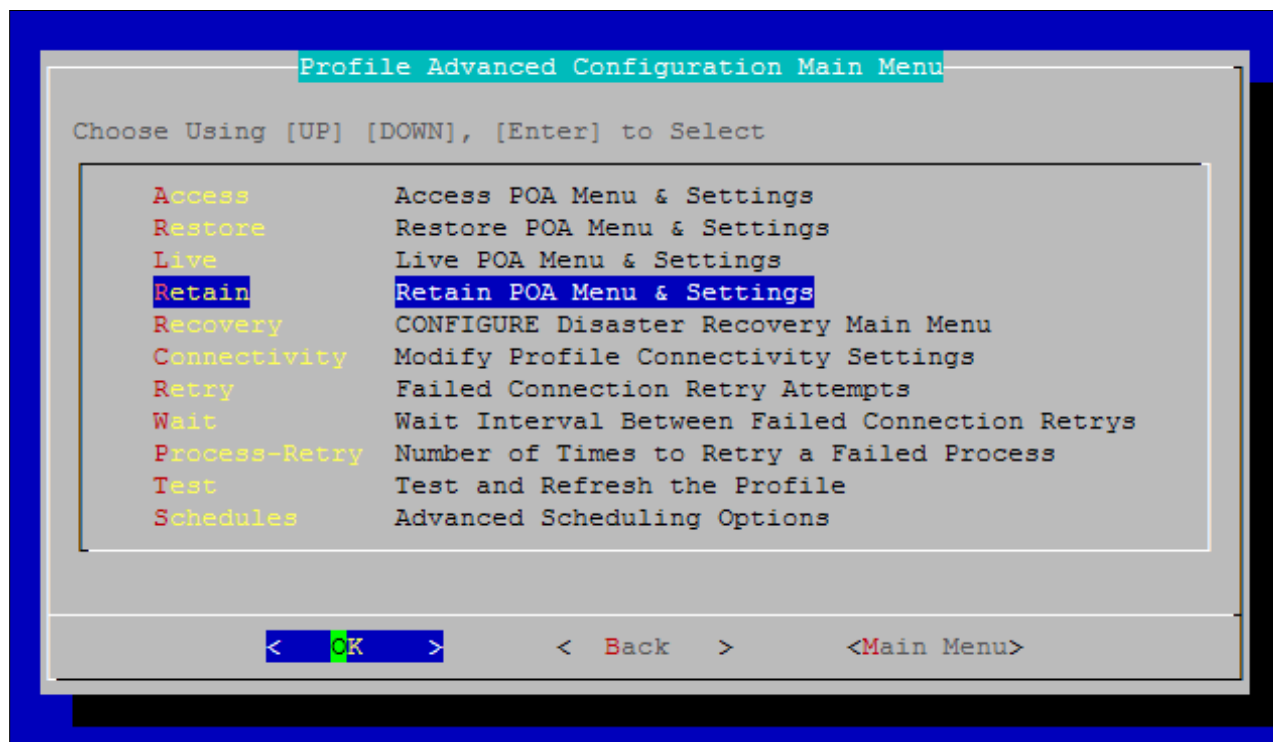 Profile Advanced Configuration Main Menu
Choose Using [UP] [DOWN], [Enter] to Select
Access Access POA Menu & Settings
Restore Restore POA Menu & Settings
Live Live POA Menu & Settings
Retain Retain POA Menu & Settings
Recovery CONFIGURE Disaster Recovery Main Menu
Connectivity Modify Profile Connectivity Settings
Retry Failed Connection Retry Attempts
Wait Wait Interval Between Failed Connection Retrys
Process-Retry Number of Times to Retry a Failed Process
Test Test and Refresh the Profile
Schedules Advanced Scheduling Options
< OK > < Back > <Main Menu>